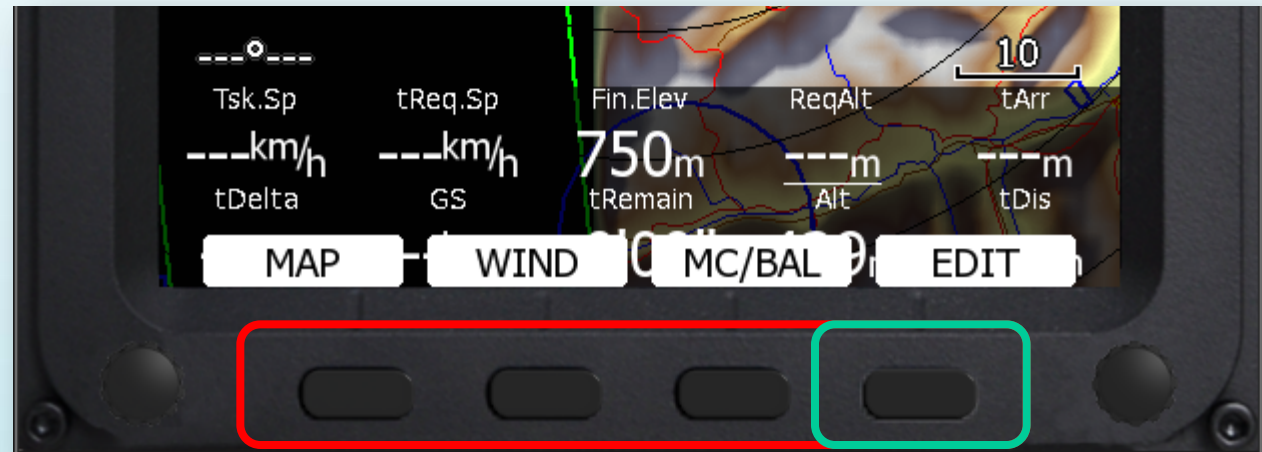 ---°---
10
Tsk.Sp tReq.Sp Fin.Elev ReqAlt tArr
---km/h ---km/h 750m ---m ---m
tDelta GS tRemain Alt tDis
MAP WIND MC/BAL EDIT